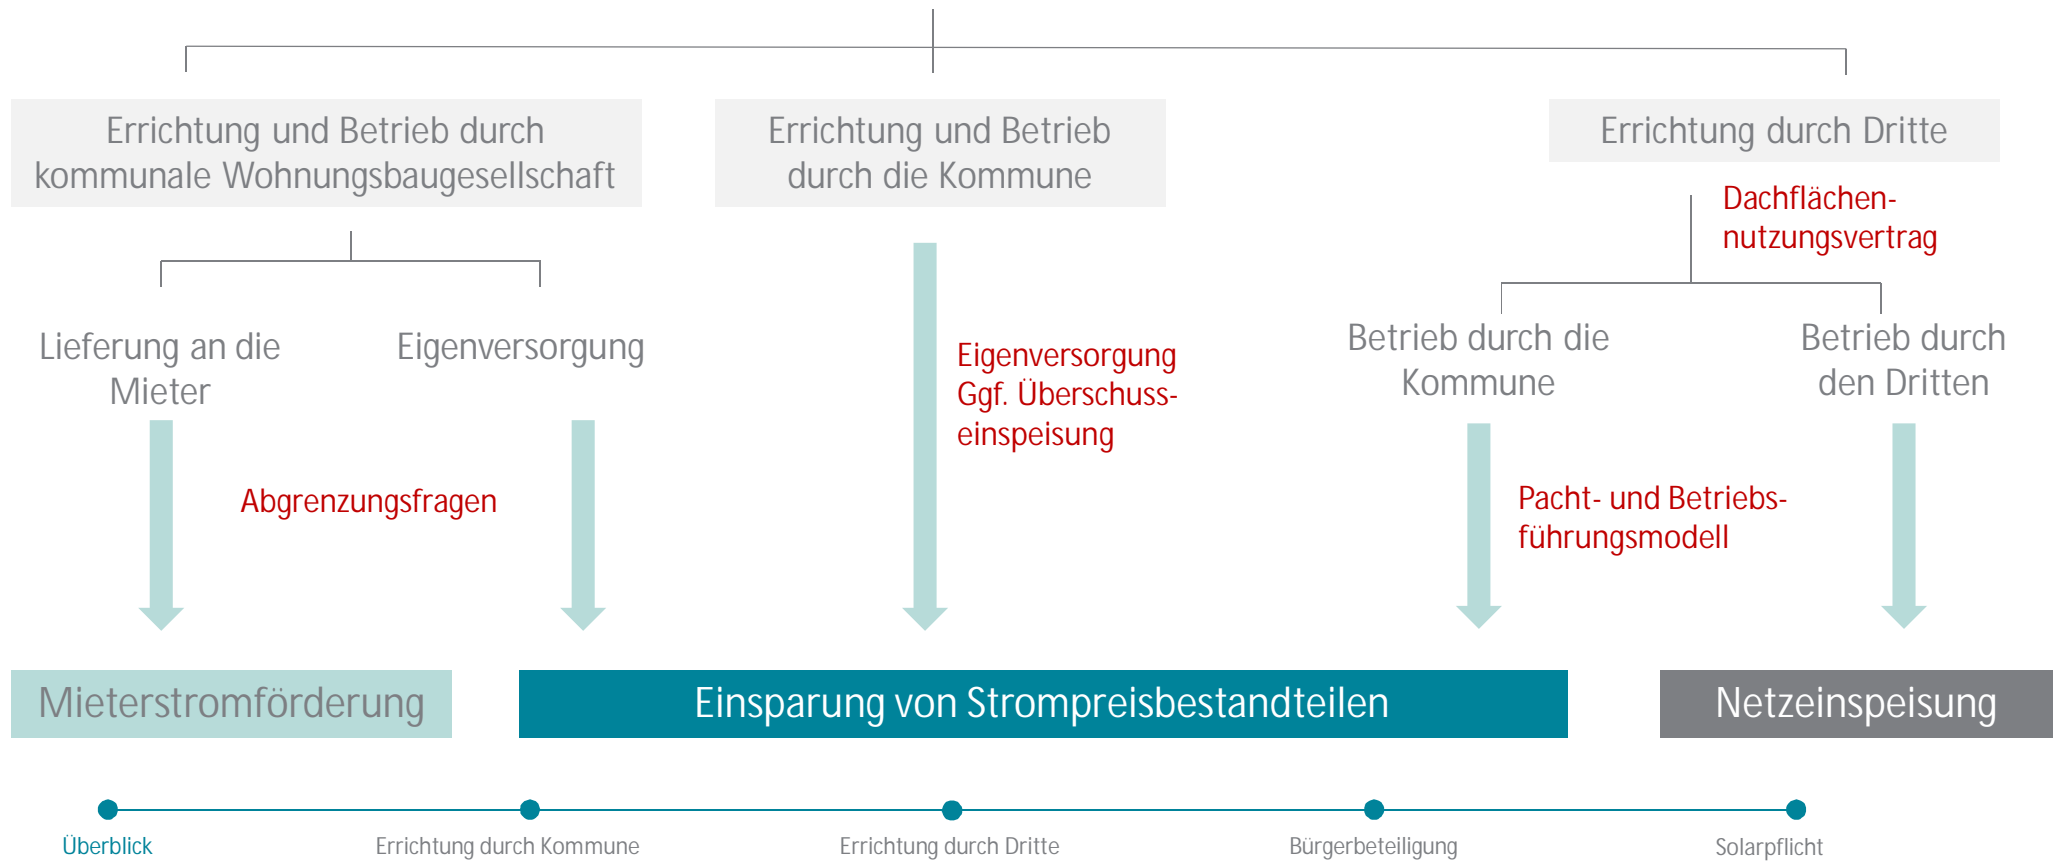 Errichtung und Betrieb durch
kommunale Wohnungsbaugesellschaft
Errichtung und Betrieb
durch die Kommune
Errichtung durch Dritte
Dachflächen-
nutzungsvertrag
Lieferung an die
Mieter
Eigenversorgung
Eigenversorgung
Ggf. Überschuss-
einspeisung
Betrieb durch die
Kommune
Betrieb durch
den Dritten
Abgrenzungsfragen
Pacht- und Betriebs-
führungsmodell
Mieterstromförderung
Einsparung von Strompreisbestandteilen
Netzeinspeisung
Überblick
Errichtung durch Kommune
Errichtung durch Dritte
Bürgerbeteiligung
Solarpflicht